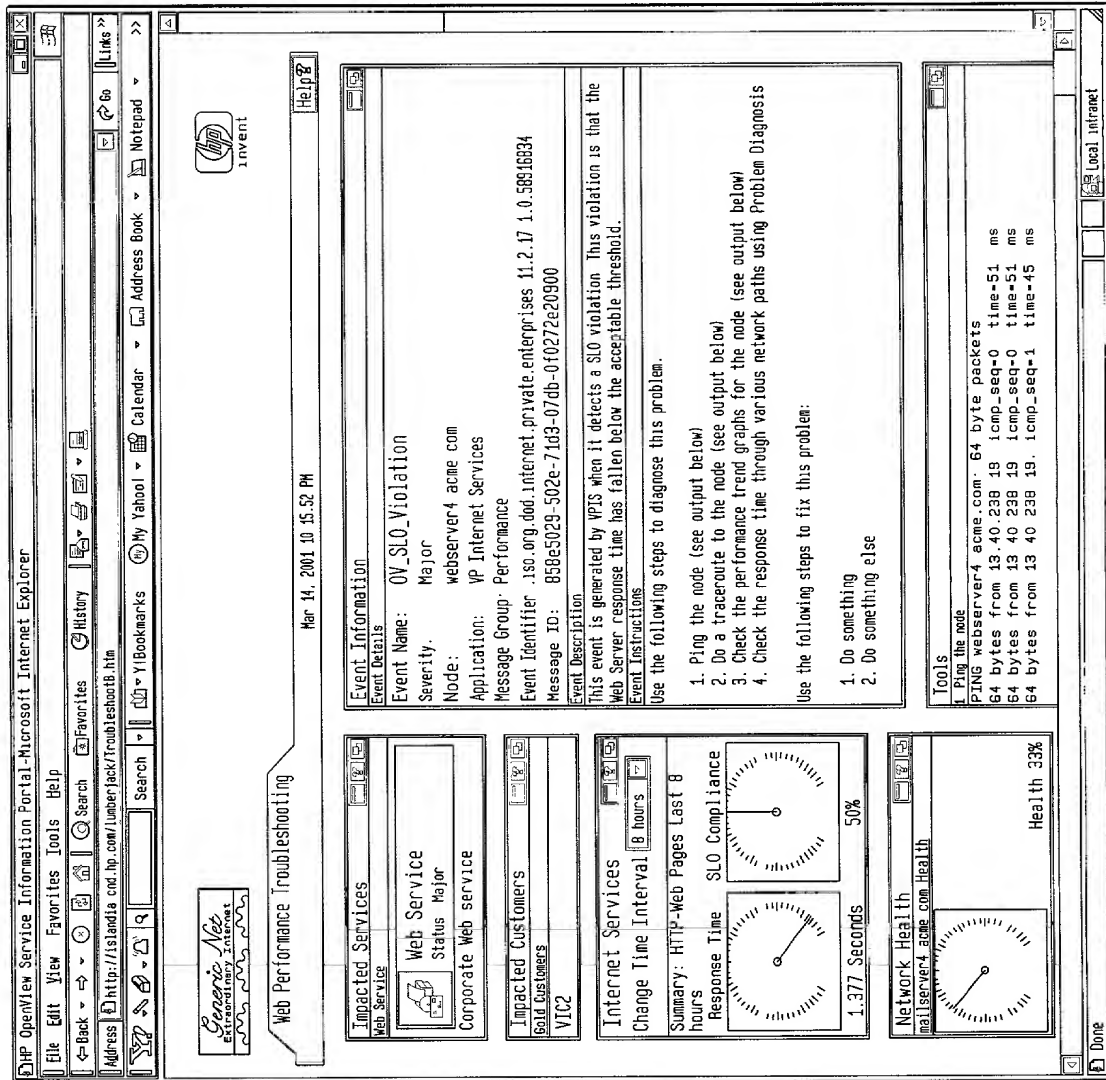 HP OpenView Service Information Portal-Microsoft Internet Explorer
File Edit View Favorites Tools Help
Back Search Favorites History
Address http://islandia cnd.hp.com/lumberjack/TroubleshootB.htm Go Links »
Search Y!Bookmarks My Yahoo! Calendar Address Book Notepad »
Generic Net
Extraordinary Internet
hp
invent
Web Performance Troubleshooting
Mar 14, 2001 10 15.52 PM Help
Impacted Services
Web Service
Web Service
Status Major
Corporate Web service
Impacted Customers
Gold Customers
VIC2
Internet Services
Change Time Interval 8 hours
Summary: HTTP-Web Pages Last 8
hours
Response Time SLO Compliance
1.377 Seconds 50%
Network Health
mailserver4 acme com Health
Health 33%
Event Information
Event Details
Event Name: OV_SLO_Violation
Severity. Major
Node: webserver4 acme com
Application: VP Internet Services
Message Group· Performance
Event Identifier .iso.org.dod.internet.private.enterprises 11.2.17 1.0.58916834
Message ID: 858e5029-502e-71d3-07db-0f0272e20900
Event Description
This event is generated by VPIS when it detects a SLO violation This violation is that the
Web Server response time has fallen below the acceptable threshold.
Event Instructions
Use the following steps to diagnose this problem.
1. Ping the node (see output below)
2. Do a traceroute to the node (see output below)
3. Check the performance trend graphs for the node (see output below)
4. Check the response time through various network paths using Problem Diagnosis
Use the following steps to fix this problem:
1. Do something
2. Do something else
Tools
1 Ping the node
PING webserver4 acme.com· 64 byte packets
64 bytes from 13.40.238 19 icmp_seq=0 time=51 ms
64 bytes from 13 40 238 19 icmp_seq=0 time=51 ms
64 bytes from 13 40 238 19. icmp_seq=1 time=45 ms
Done Local intranet